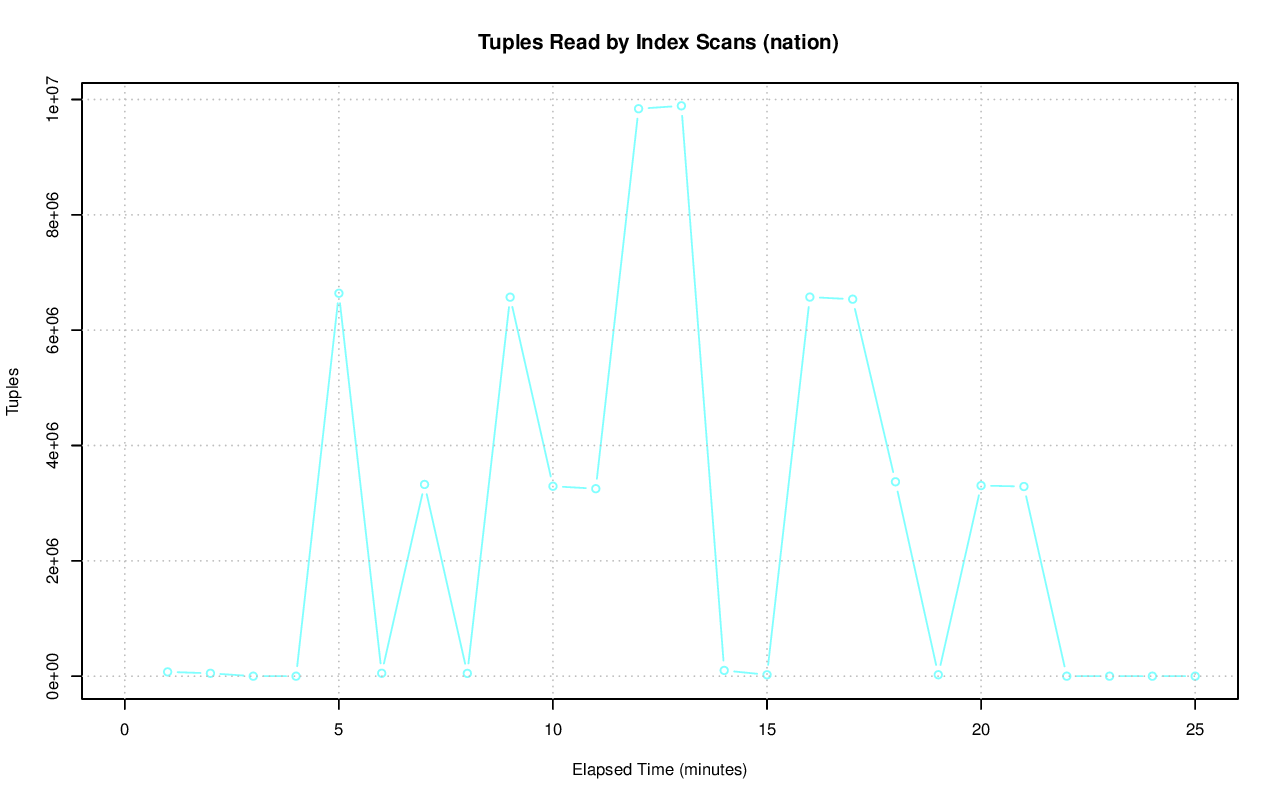 Tuples Read by Index Scans (nation)
1e+07
8e+06
6e+06
4e+06
2e+06
0e+00
Tuples
0 5 10 15 20 25
Elapsed Time (minutes)